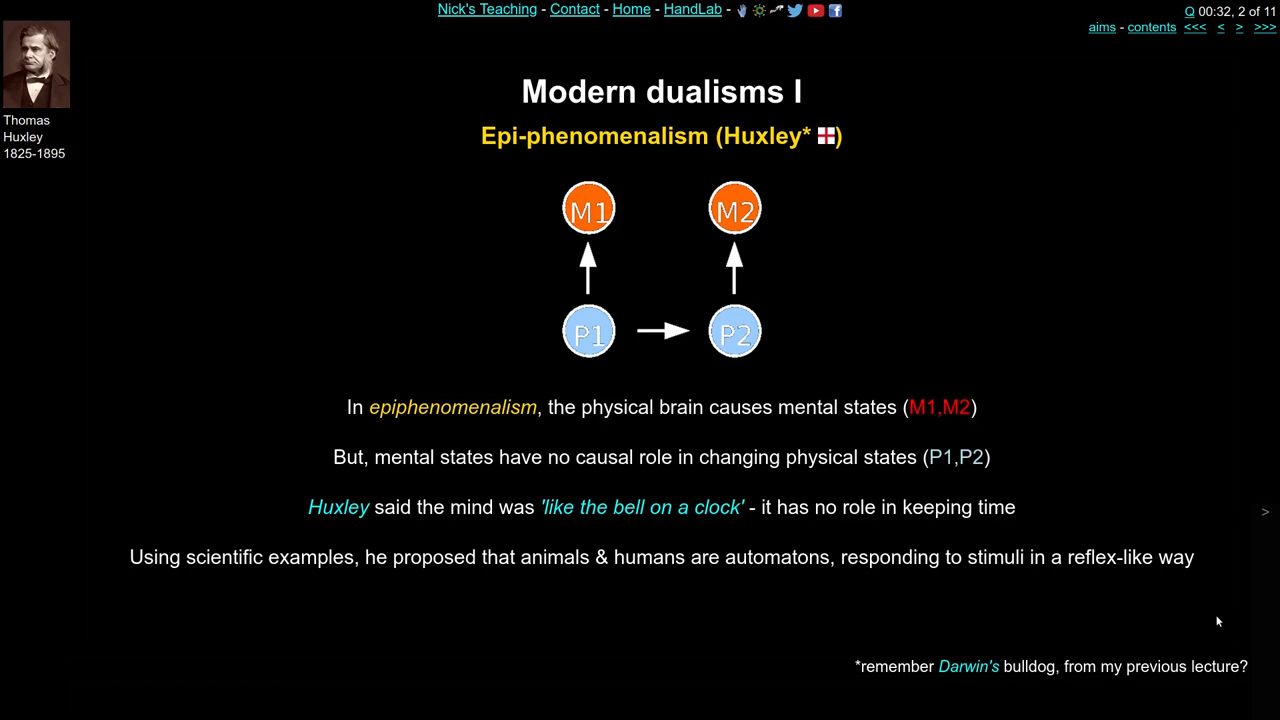 Nick's Teaching - Contact - Home - HandLab -
Q 00:32, 2 of 11
aims - contents <<< < > >>>
Thomas
Huxley
1825-1895
Modern dualisms I
Epi-phenomenalism (Huxley* )
M1 M2
P1 P2
In epiphenomenalism, the physical brain causes mental states (M1,M2)
But, mental states have no causal role in changing physical states (P1,P2)
Huxley said the mind was 'like the bell on a clock' - it has no role in keeping time
>
Using scientific examples, he proposed that animals & humans are automatons, responding to stimuli in a reflex-like way
*remember Darwin's bulldog, from my previous lecture?